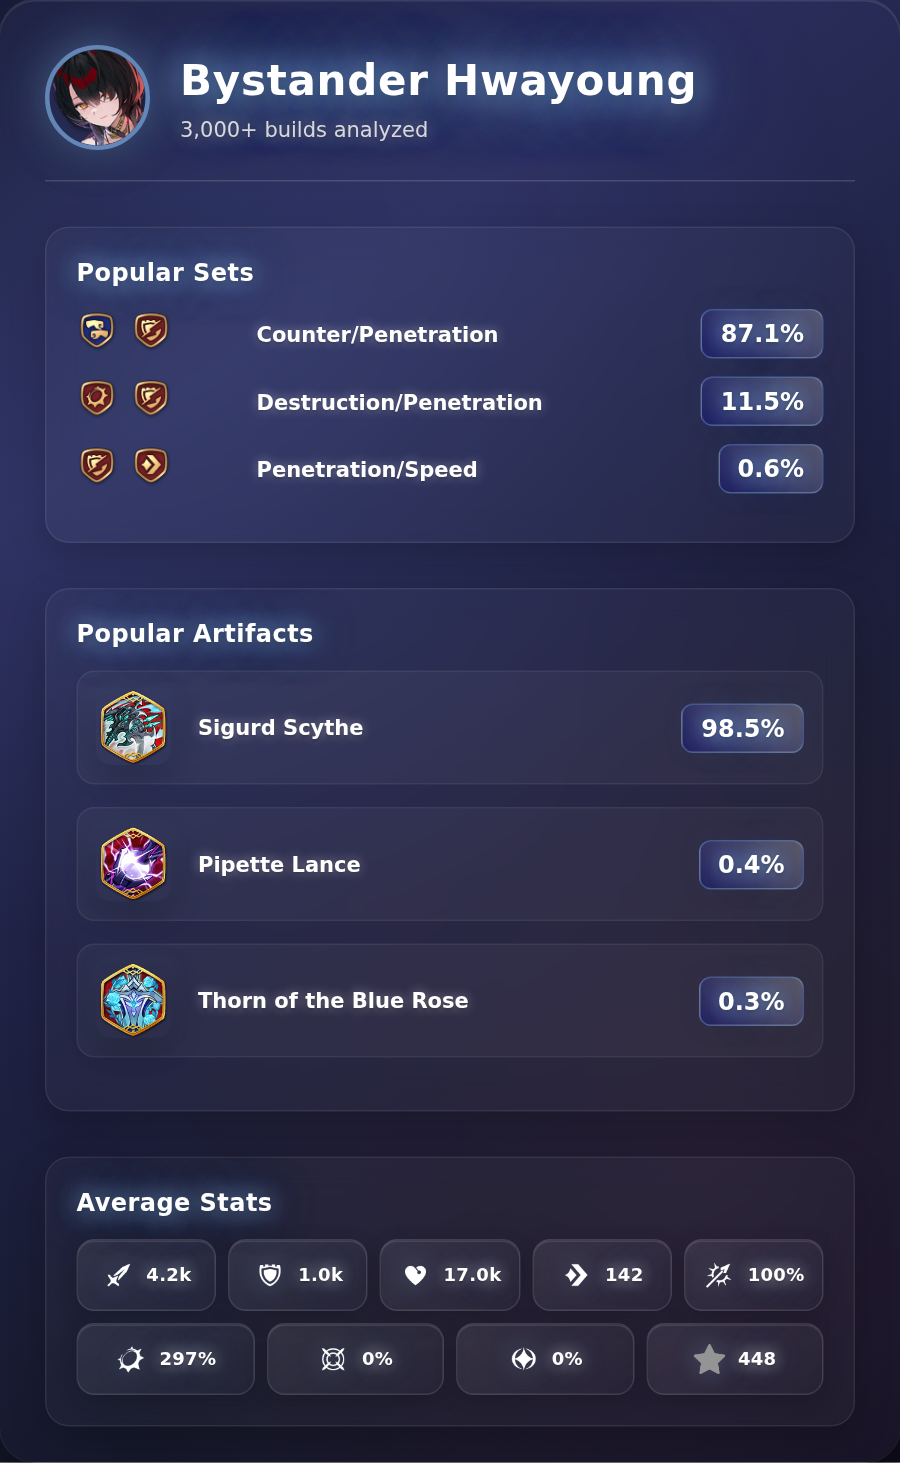 Bystander Hwayoung
3,000+ builds analyzed
Popular Sets
Counter/Penetration 87.1%
Destruction/Penetration 11.5%
Penetration/Speed 0.6%
Popular Artifacts
Sigurd Scythe 98.5%
Pipette Lance 0.4%
Thorn of the Blue Rose 0.3%
Average Stats
4.2k 1.0k 17.0k 142 100%
297% 0% 0% 448